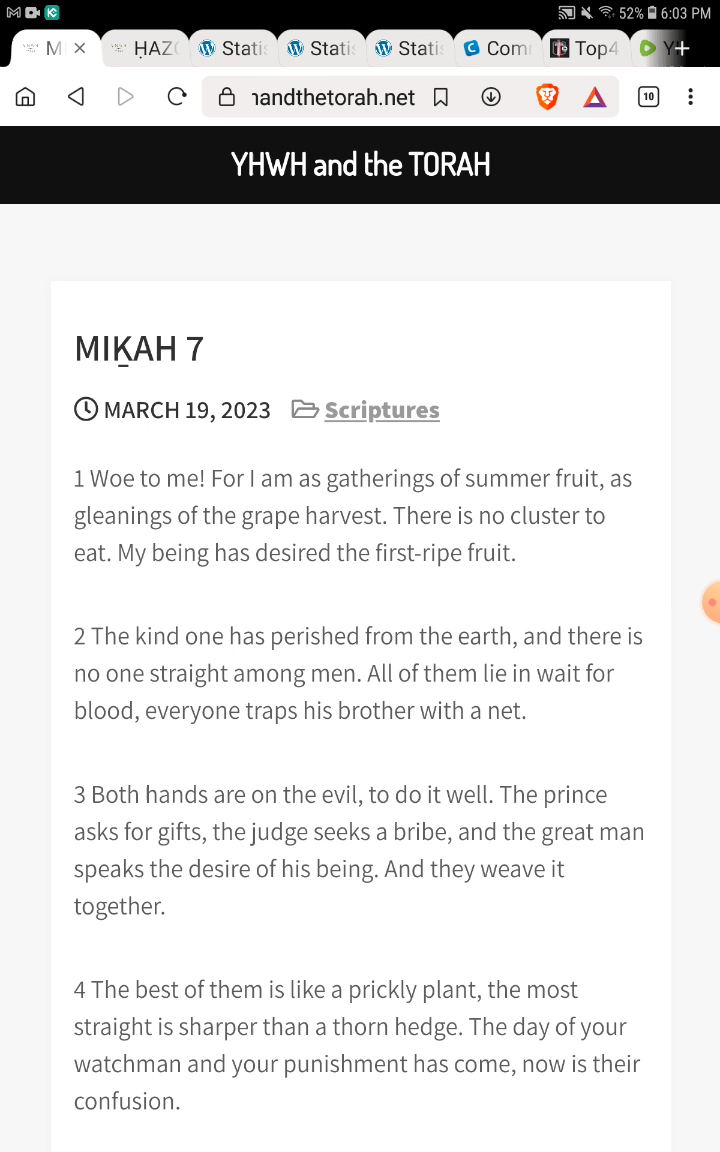 52% 6:03 PM
M ḤAZ Statis Statis Stati Com Top4 Y
nandthetorah.net 10
YHWH and the TORAH
MIḴAH 7
MARCH 19, 2023 Scriptures
1 Woe to me! For I am as gatherings of summer fruit, as
gleanings of the grape harvest. There is no cluster to
eat. My being has desired the first-ripe fruit.
2 The kind one has perished from the earth, and there is
no one straight among men. All of them lie in wait for
blood, everyone traps his brother with a net.
3 Both hands are on the evil, to do it well. The prince
asks for gifts, the judge seeks a bribe, and the great man
speaks the desire of his being. And they weave it
together.
4 The best of them is like a prickly plant, the most
straight is sharper than a thorn hedge. The day of your
watchman and your punishment has come, now is their
confusion.